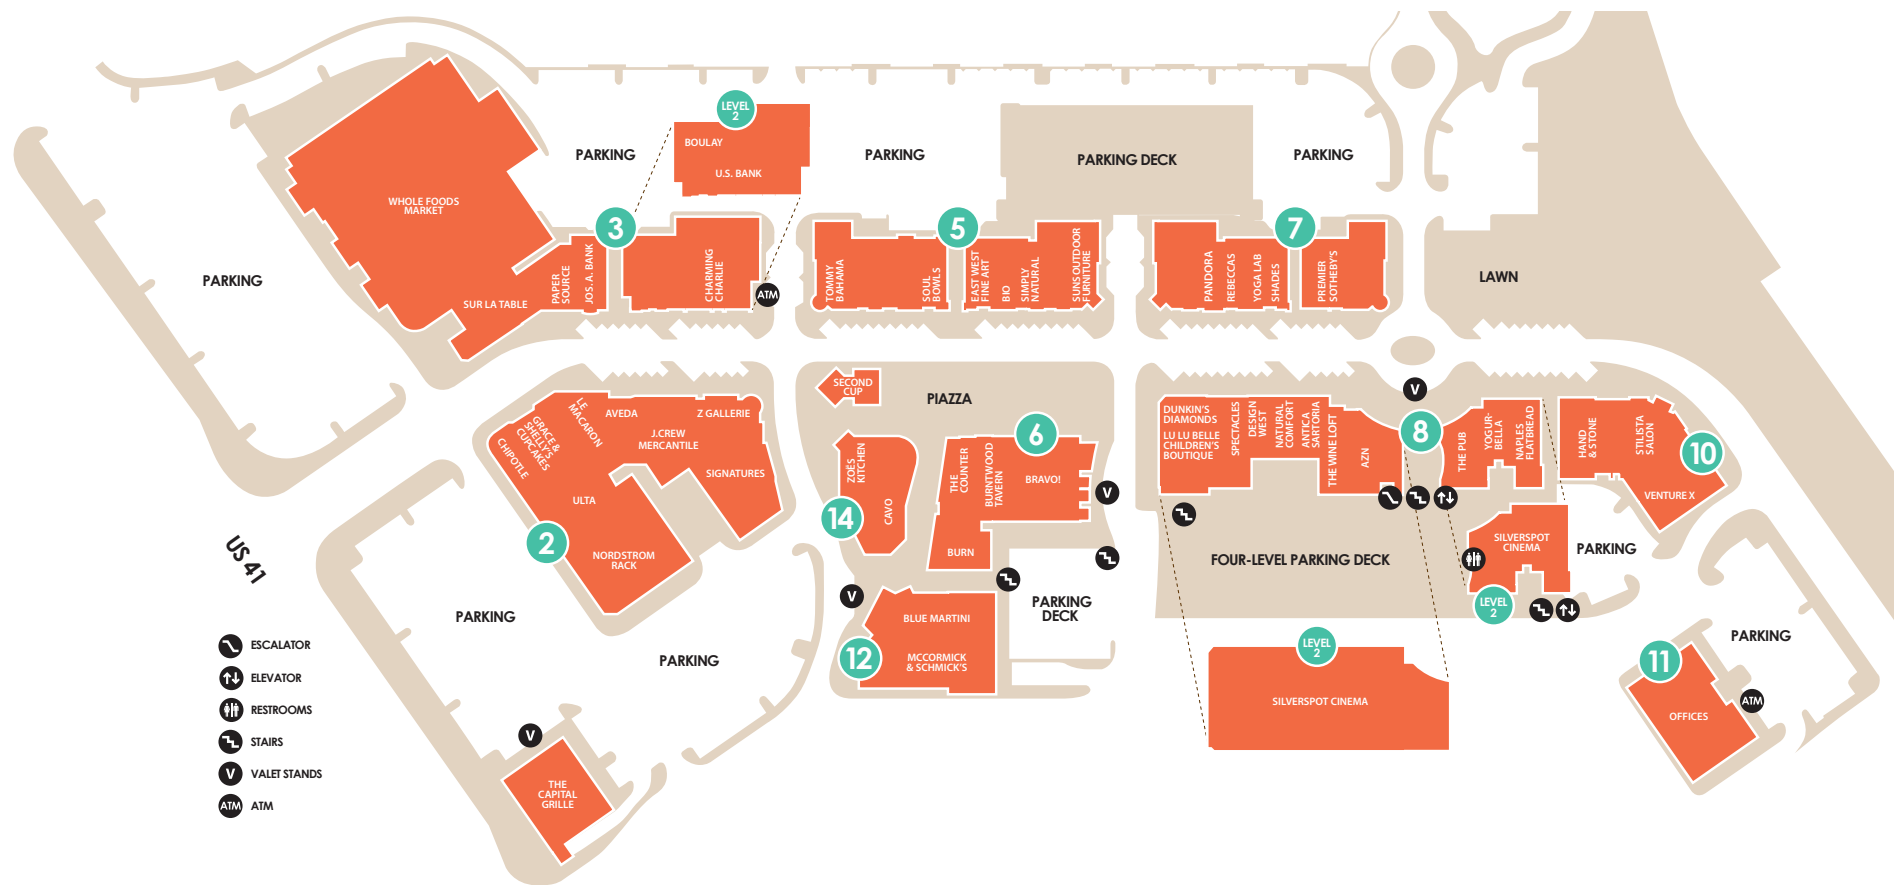 LEVEL
2
BOULAY
U.S. BANK
PARKING
PARKING
PARKING DECK
PARKING
WHOLE FOODS
MARKET
3
5
7
PARKING
SUR LA TABLE
PAPER
SOURCE
JOS. A. BANK
CHARMING
CHARLIE
ATM
TOMMY
BAHAMA
SOUL
BOWLS
EAST WEST
FINE ART
BIO
SIMPLY
NATURAL
SUNS OUTDOOR
FURNITURE
PANDORA
REBECCAS
YOGA LAB
SHADES
PREMIER
SOTHEBY'S
LAWN
SECOND
CUP
PIAZZA
V
LE
MACARON
AVEDA
Z GALLERIE
J.CREW
MERCANTILE
GRACE &
SHELLY'S
CUPCAKES
CHIPOTLE
SIGNATURES
ULTA
NORDSTROM
RACK
2
ZOËS
KITCHEN
CAVO
14
6
THE
COUNTER
BURNTWOOD
TAVERN
BRAVO!
BURN
V
DUNKIN'S
DIAMONDS
LU LU BELLE
CHILDREN'S
BOUTIQUE
SPECTACLES
DESIGN
WEST
NATURAL
COMFORT
ANTICA
SARTORIA
THE WINE LOFT
AZN
8
THE PUB
YOGUR-
BELLA
NAPLES
FLATBREAD
HAND
& STONE
STILISTA
SALON
10
VENTURE X
US 41
FOUR-LEVEL PARKING DECK
SILVERSPOT
CINEMA
PARKING
LEVEL
2
PARKING
PARKING
V
BLUE MARTINI
MCCORMICK
& SCHMICK'S
12
PARKING
DECK
LEVEL
2
SILVERSPOT CINEMA
PARKING
11
OFFICES
ATM
V
THE
CAPITAL
GRILLE
ESCALATOR
ELEVATOR
RESTROOMS
STAIRS
V VALET STANDS
ATM ATM